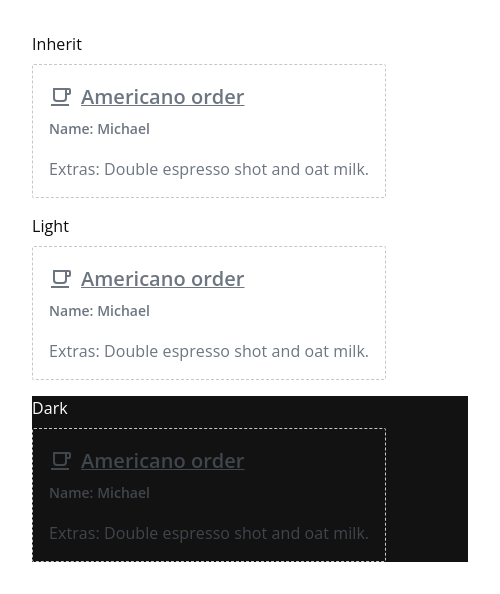 Inherit
Americano order
Name: Michael
Extras: Double espresso shot and oat milk.
Light
Americano order
Name: Michael
Extras: Double espresso shot and oat milk.
Dark
Americano order
Name: Michael
Extras: Double espresso shot and oat milk.